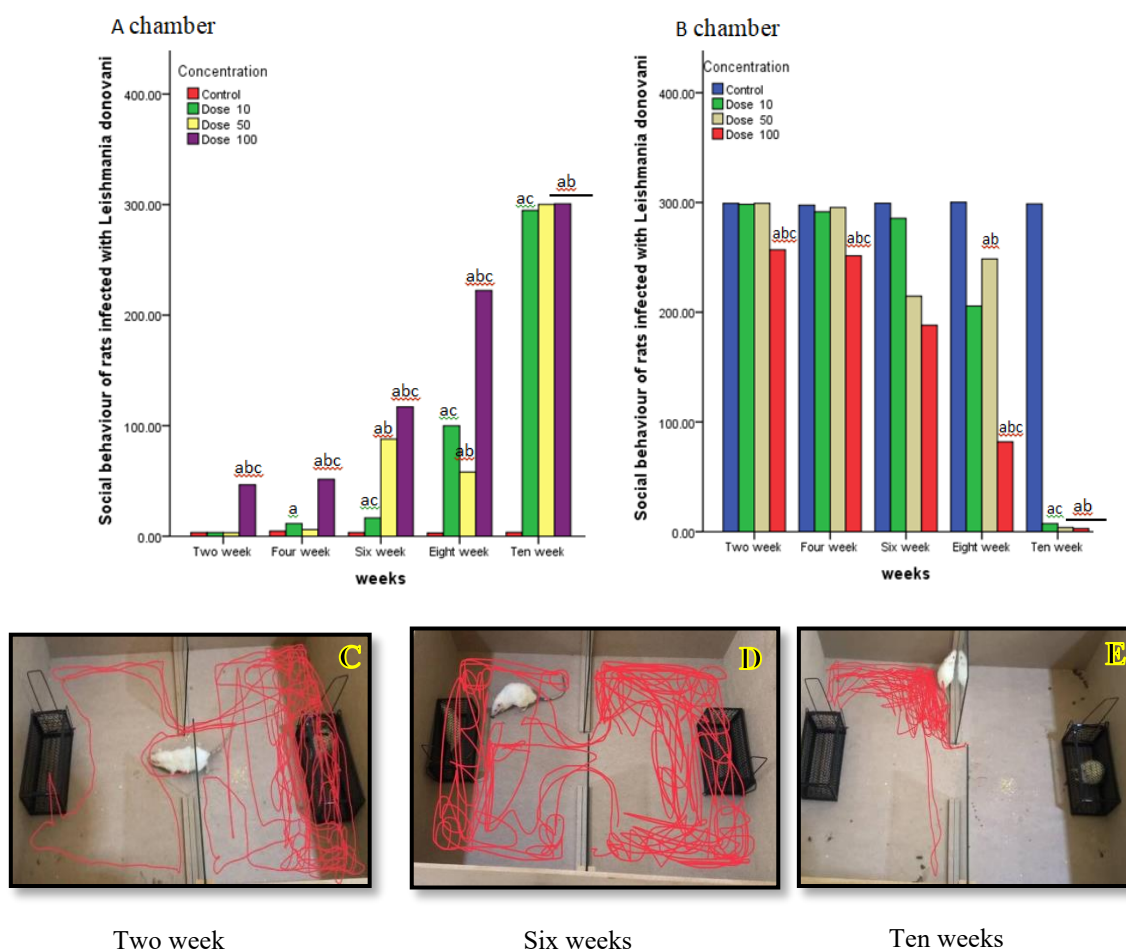 A chamber
Social behaviour of rats infected with Leishmania donovani
Concentration
Control
Dose 10
Dose 50
Dose 100
400.00
300.00
200.00
100.00
0.00
abc
a
abc
ac
ab
abc
ac
ab
abc
ac
ab
Two week
Four week
Six week
Eight week
Ten week
weeks
B chamber
Social behaviour of rats infected with Leishmania donovani
Concentration
Control
Dose 10
Dose 50
Dose 100
400.00
300.00
200.00
100.00
0.00
abc
abc
ab
abc
ac
ab
Two week
Four week
Six week
Eight week
Ten week
weeks
C
D
E
Two week
Six weeks
Ten weeks